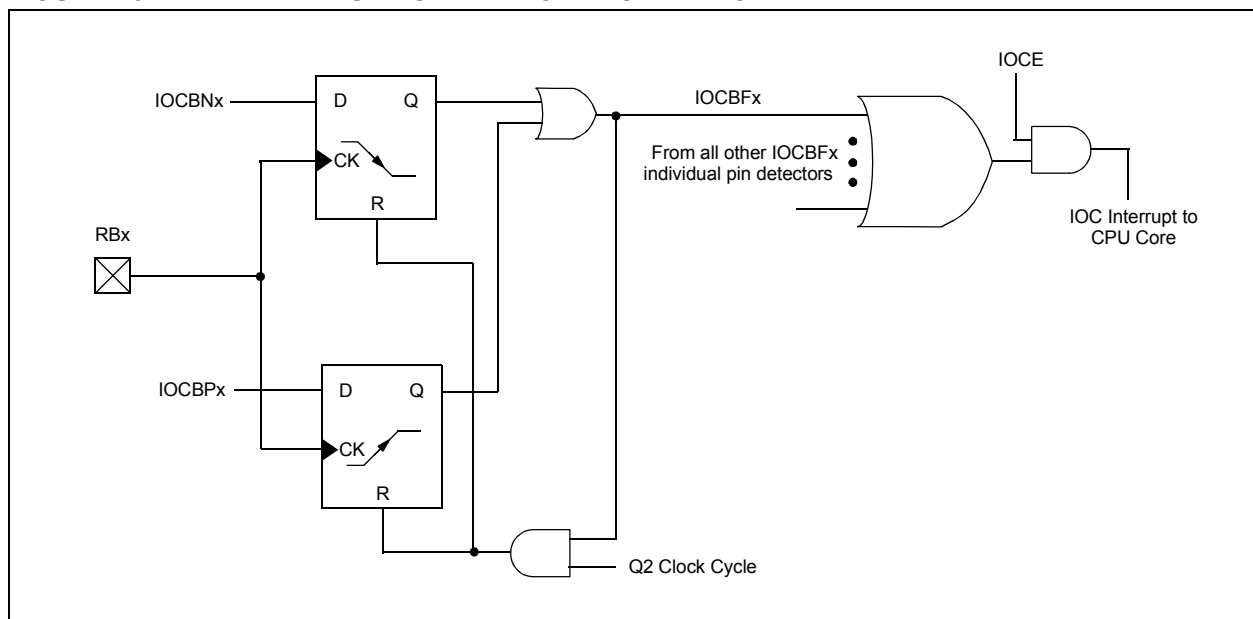 IOCE
IOCBNx
D
Q
IOCBFx
CK
From all other IOCBFx
individual pin detectors
R
IOC Interrupt to
CPU Core
RBx
IOCBPx
D
Q
CK
R
Q2 Clock Cycle